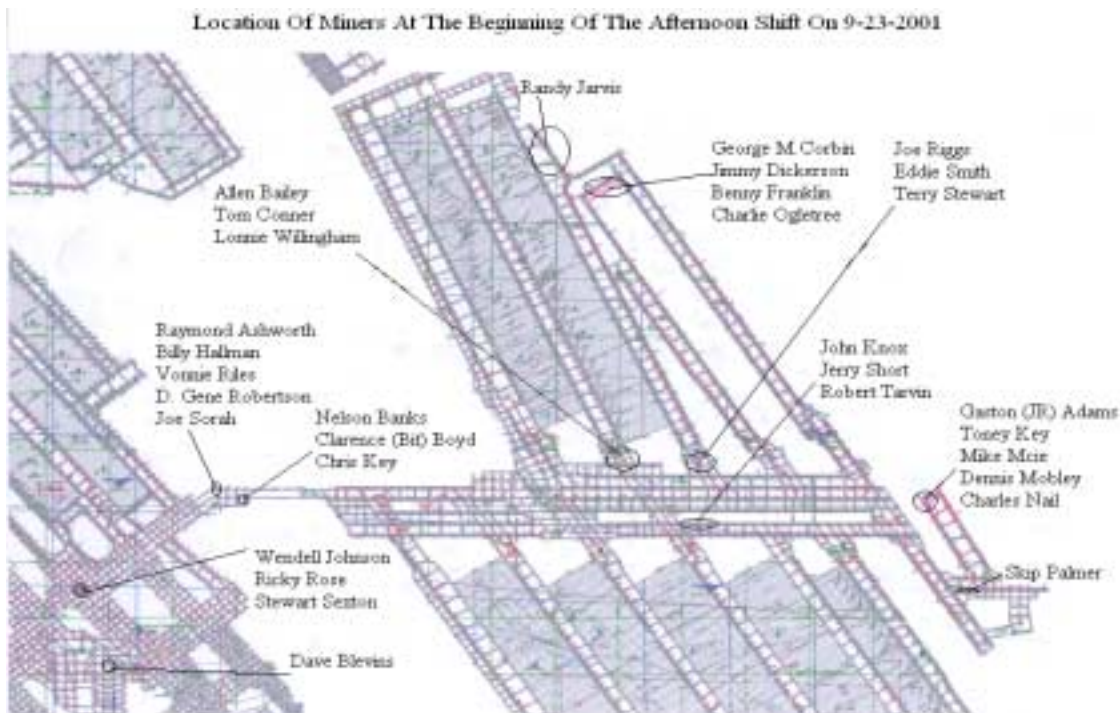 Location Of Miners At The Beginning Of The Afternoon Shift On 9-23-2001
Randy Jarvis
George M Corbin
Jimmy Dickerson
Benny Franklin
Charlie Ogletree
Joe Riggs
Eddie Smith
Terry Stewart
Allen Bailey
Tom Conner
Lonnie Willingham
Raymond Ashworth
Billy Hallman
Vonnie Riles
D. Gene Robertson
Joe Sorah
Nelson Banks
Clarence (Bit) Boyd
Chris Key
John Knox
Jerry Short
Robert Tarvin
Gaston (JR) Adams
Toney Key
Mike Mcie
Dennis Mobley
Charles Nail
Wendell Johnson
Ricky Rose
Stewart Sexton
Skip Palmer
Dave Blevins